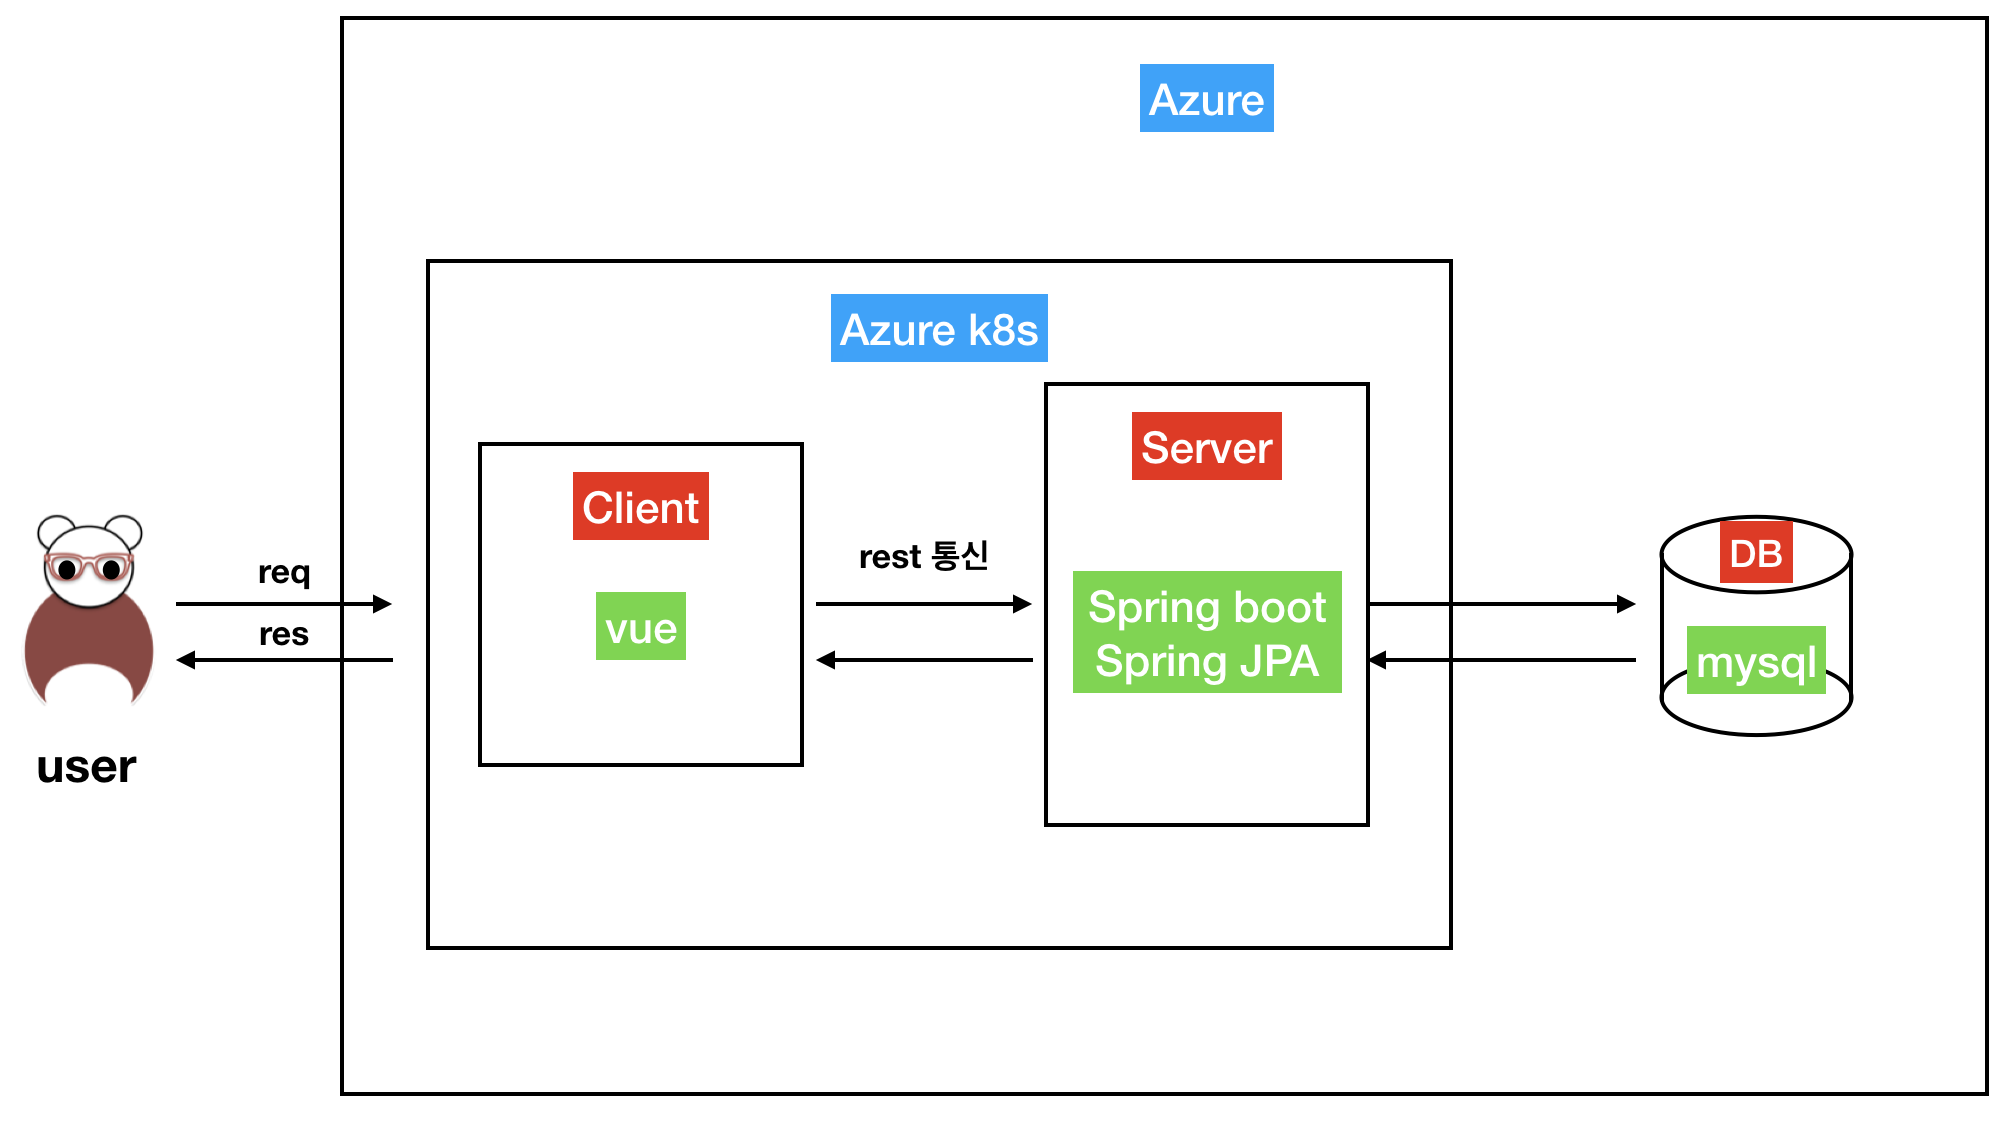 Azure
Azure k8s
Client
vue
rest 통신
Server
Spring boot
Spring JPA
DB
mysql
req
res
user